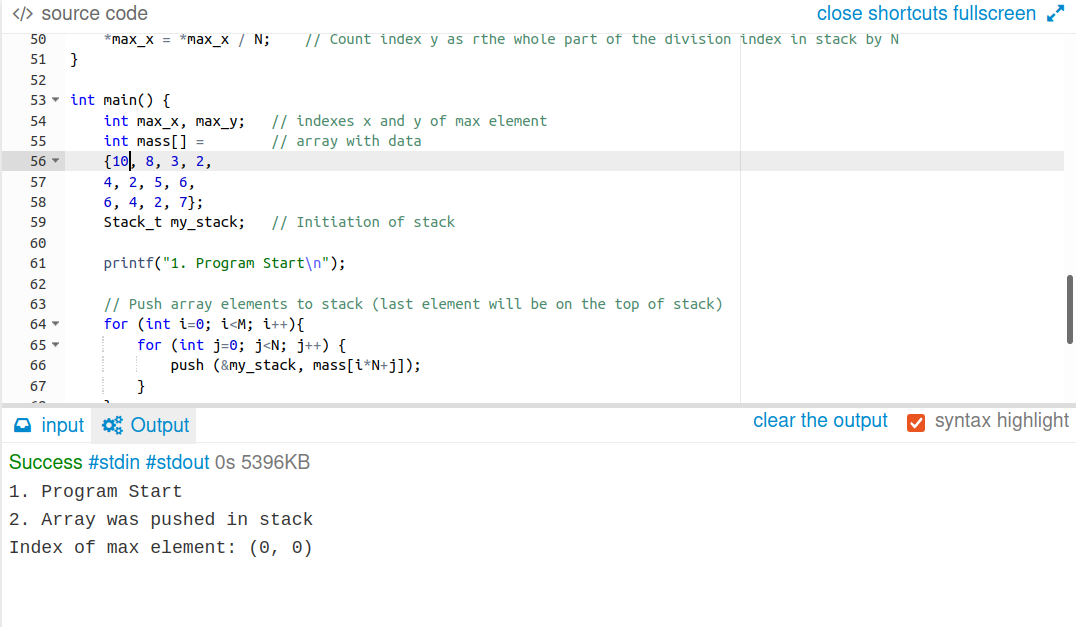 </> source code
close shortcuts fullscreen
50 *max_x = *max_x / N; // Count index y as rthe whole part of the division index in stack by N
51 }
52
53 int main() {
54 int max_x, max_y; // indexes x and y of max element
55 int mass[] = // array with data
56 {10, 8, 3, 2,
57 4, 2, 5, 6,
58 6, 4, 2, 7};
59 Stack_t my_stack; // Initiation of stack
60
61 printf("1. Program Start\n");
62
63 // Push array elements to stack (last element will be on the top of stack)
64 for (int i=0; i<M; i++){
65 for (int j=0; j<N; j++) {
66 push (&my_stack, mass[i*N+j]);
67 }
input
Output
clear the output
syntax highlight
Success #stdin #stdout 0s 5396KB
1. Program Start
2. Array was pushed in stack
Index of max element: (0, 0)